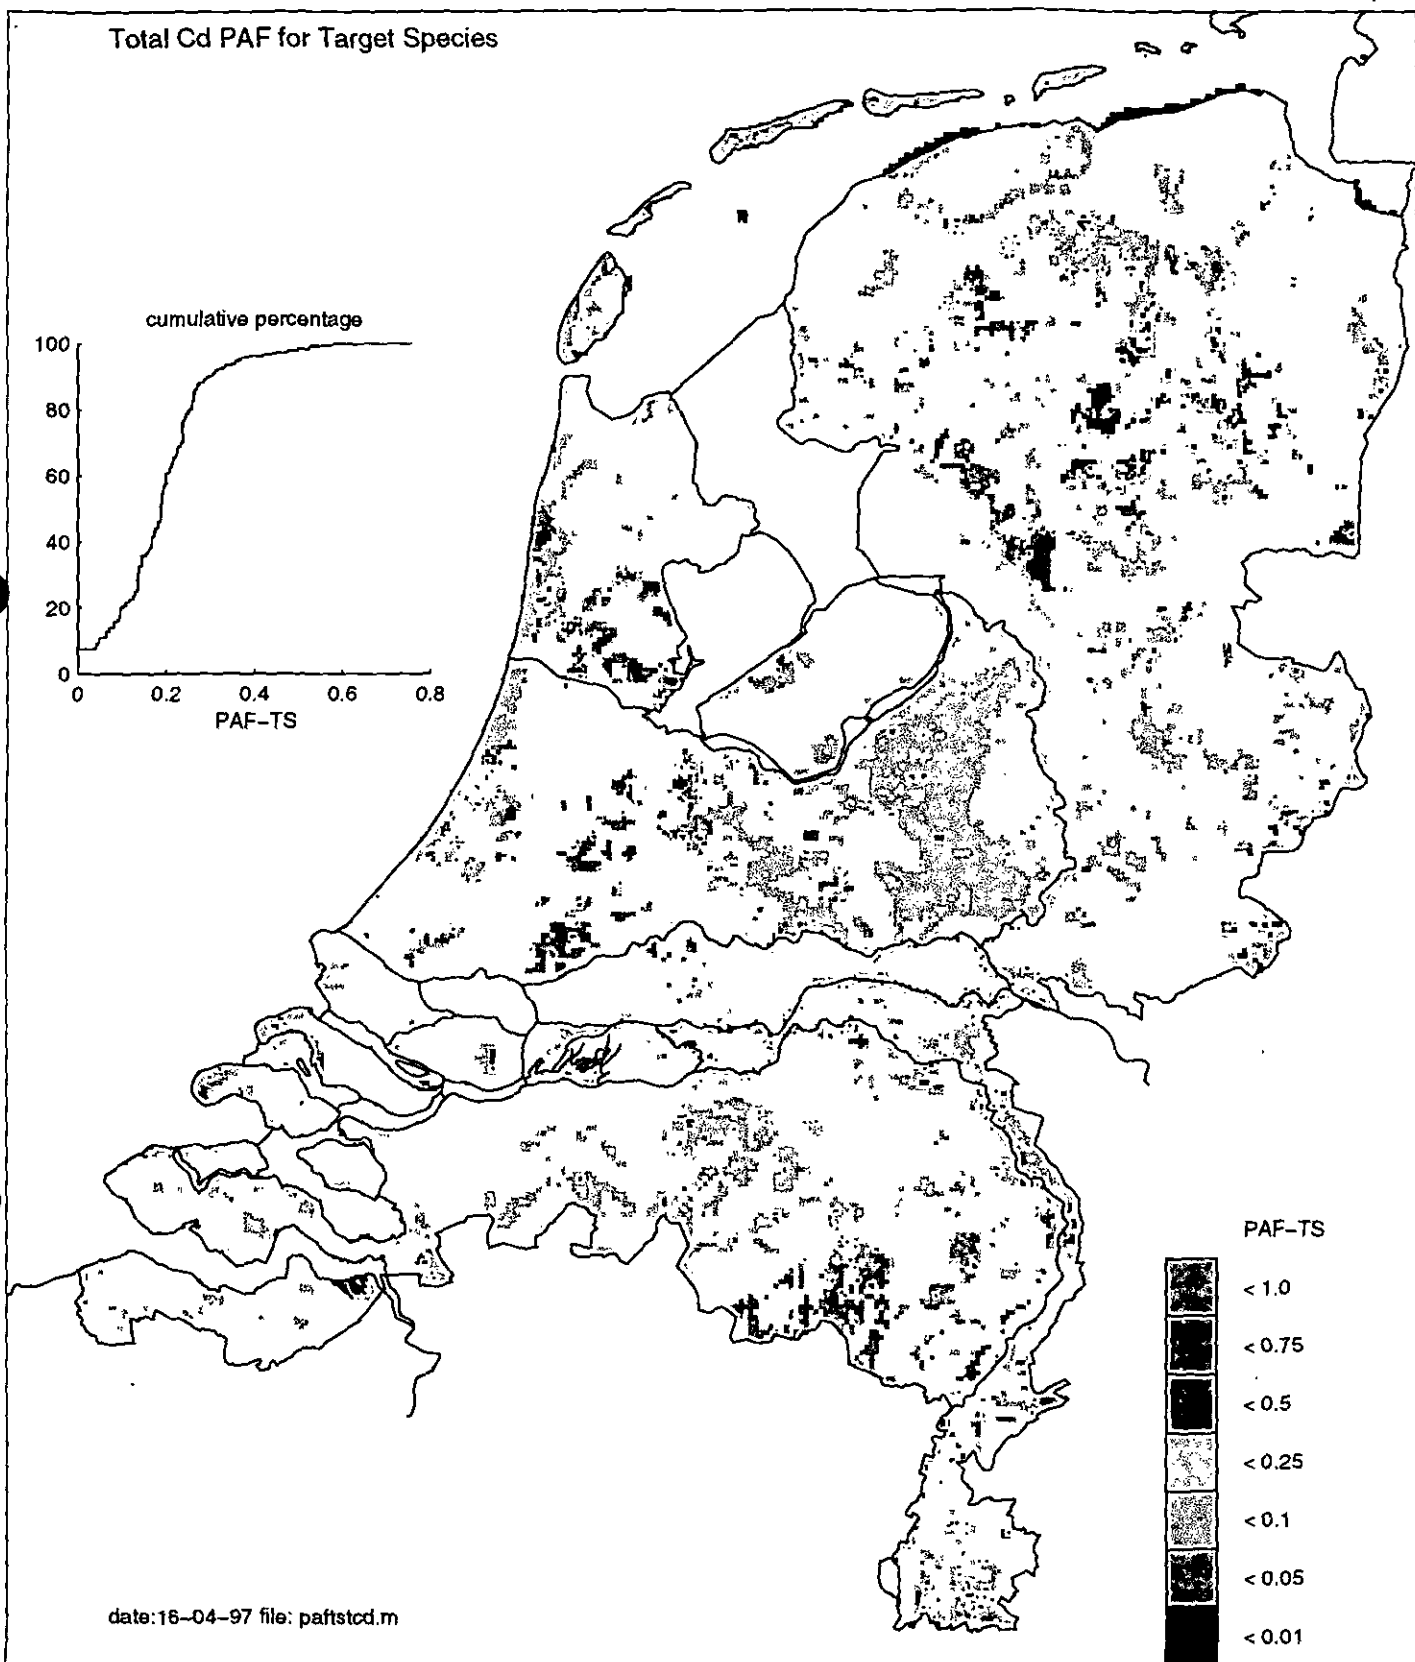 Total Cd PAF for Target Species
cumulative percentage
100
80
60
40
20
0
0 0.2 0.4 0.6 0.8
PAF-TS
PAF-TS
< 1.0
< 0.75
< 0.5
< 0.25
< 0.1
< 0.05
< 0.01
date:16-04-97 file: paftstcd.m